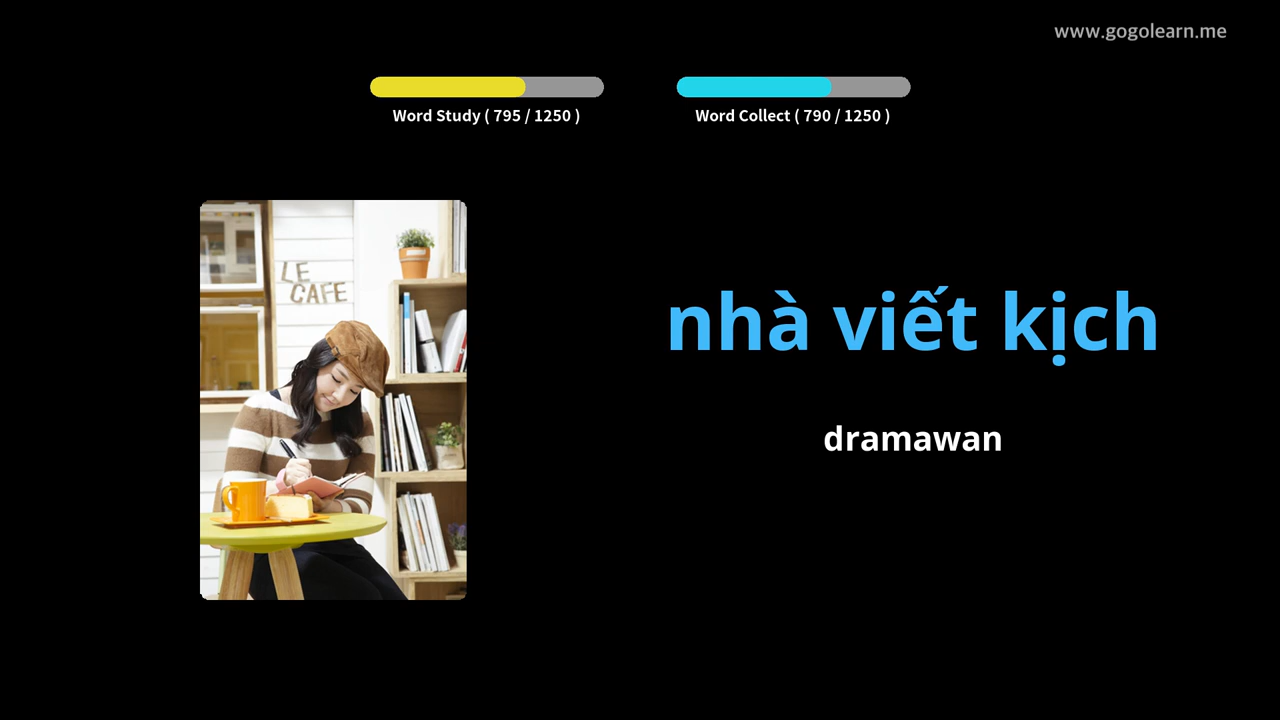 www.gogolearn.me
Word Study ( 795 / 1250 )
Word Collect ( 790 / 1250 )
LE
CAFE
nhà viết kịch
dramawan